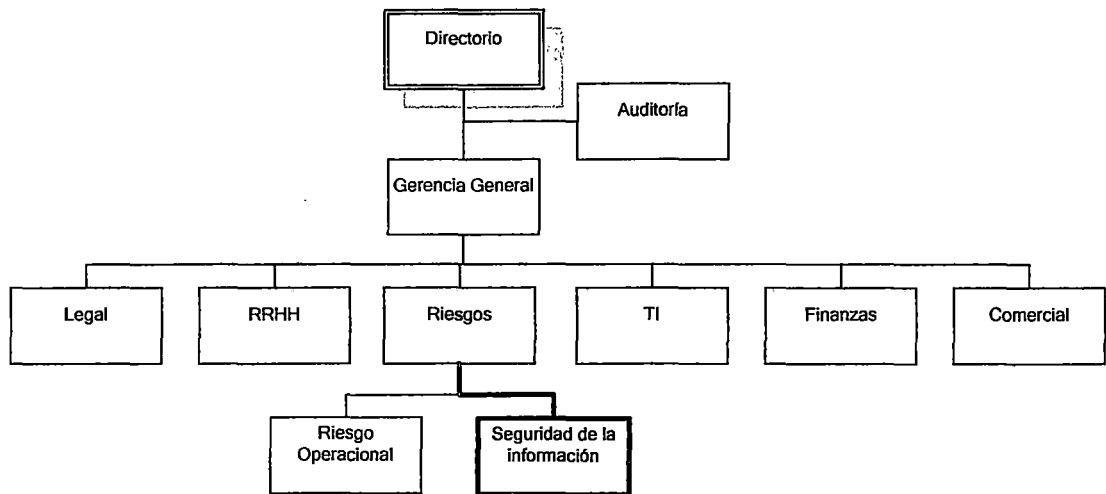 Directorio
Auditoría
Gerencia General
Legal
RRHH
Riesgos
TI
Finanzas
Comercial
Riesgo
Operacional
Seguridad de la
información